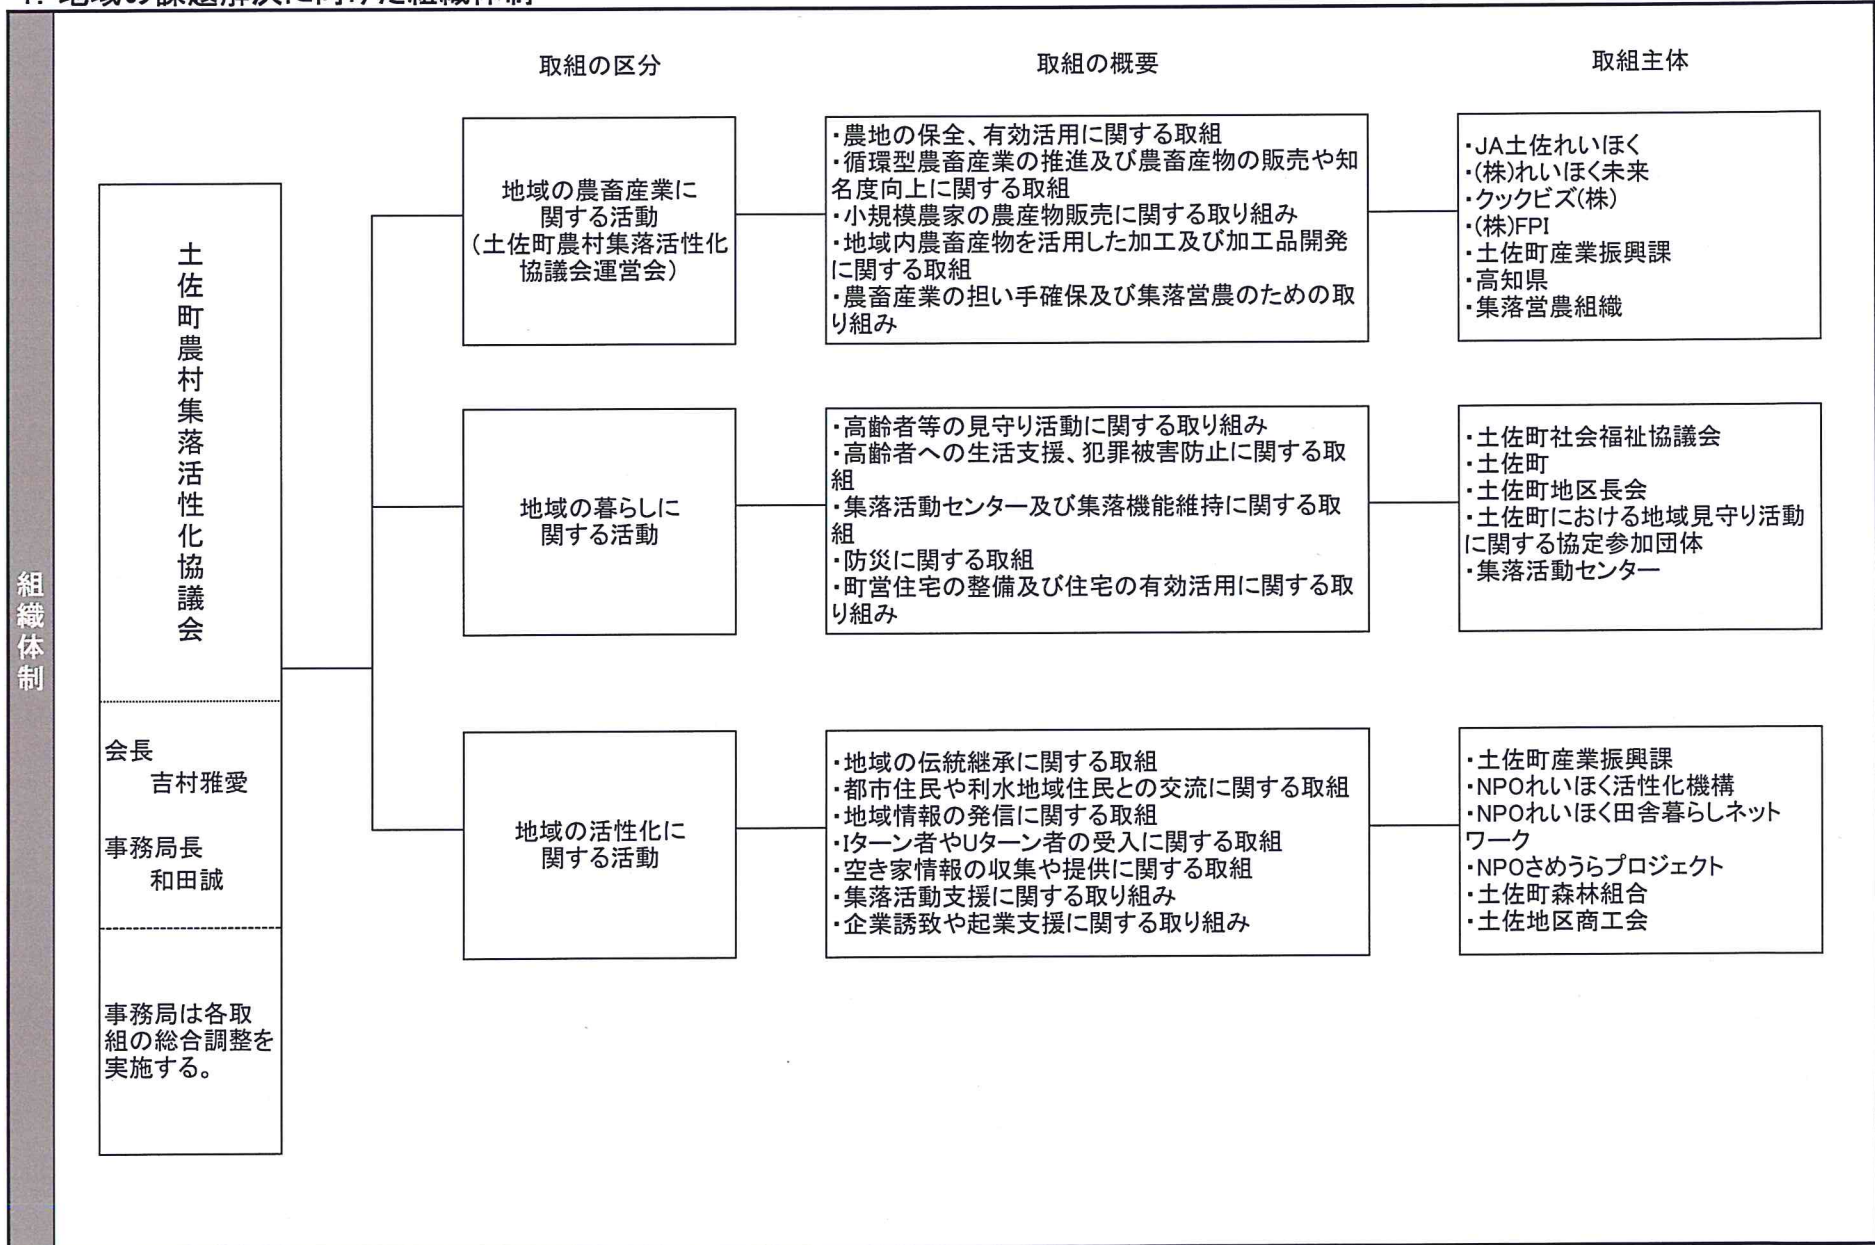 組織体制
取組の区分
取組の概要
取組主体
土佐町農村集落活性化協議会
会長
吉村雅愛
事務局長
和田誠
事務局は各取
組の総合調整を
実施する。
地域の農畜産業に
関する活動
(土佐町農村集落活性化
協議会運営会)
・農地の保全、有効活用に関する取組
・循環型農畜産業の推進及び農畜産物の販売や知
名度向上に関する取組
・小規模農家の農産物販売に関する取り組み
・地域内農畜産物を活用した加工及び加工品開発
に関する取組
・農畜産業の担い手確保及び集落営農のための取
り組み
・JA土佐れいほく
・(株)れいほく未来
・クックビズ(株)
・(株)FPI
・土佐町産業振興課
・高知県
・集落営農組織
地域の暮らしに
関する活動
・高齢者等の見守り活動に関する取り組み
・高齢者への生活支援、犯罪被害防止に関する取
組
・集落活動センター及び集落機能維持に関する取
組
・防災に関する取組
・町営住宅の整備及び住宅の有効活用に関する取
り組み
・土佐町社会福祉協議会
・土佐町
・土佐町地区長会
・土佐町における地域見守り活動
に関する協定参加団体
・集落活動センター
地域の活性化に
関する活動
・地域の伝統継承に関する取組
・都市住民や利水地域住民との交流に関する取組
・地域情報の発信に関する取組
・Iターン者やUターン者の受入に関する取組
・空き家情報の収集や提供に関する取組
・集落活動支援に関する取り組み
・企業誘致や起業支援に関する取り組み
・土佐町産業振興課
・NPOれいほく活性化機構
・NPOれいほく田舎暮らしネット
ワーク
・NPOさめうらプロジェクト
・土佐町森林組合
・土佐地区商工会